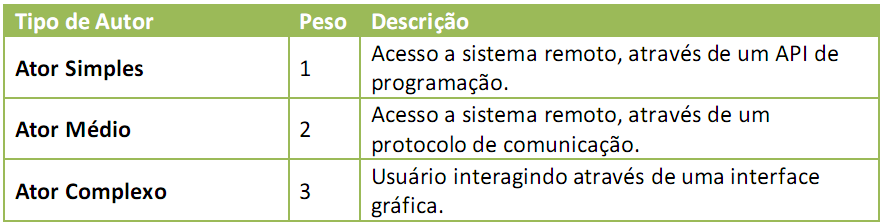 Tipo de Autor Peso Descrição
Ator Simples 1 Acesso a sistema remoto, através de um API de
programação.
Ator Médio 2 Acesso a sistema remoto, através de um
protocolo de comunicação.
Ator Complexo 3 Usuário interagindo através de uma interface
gráfica.